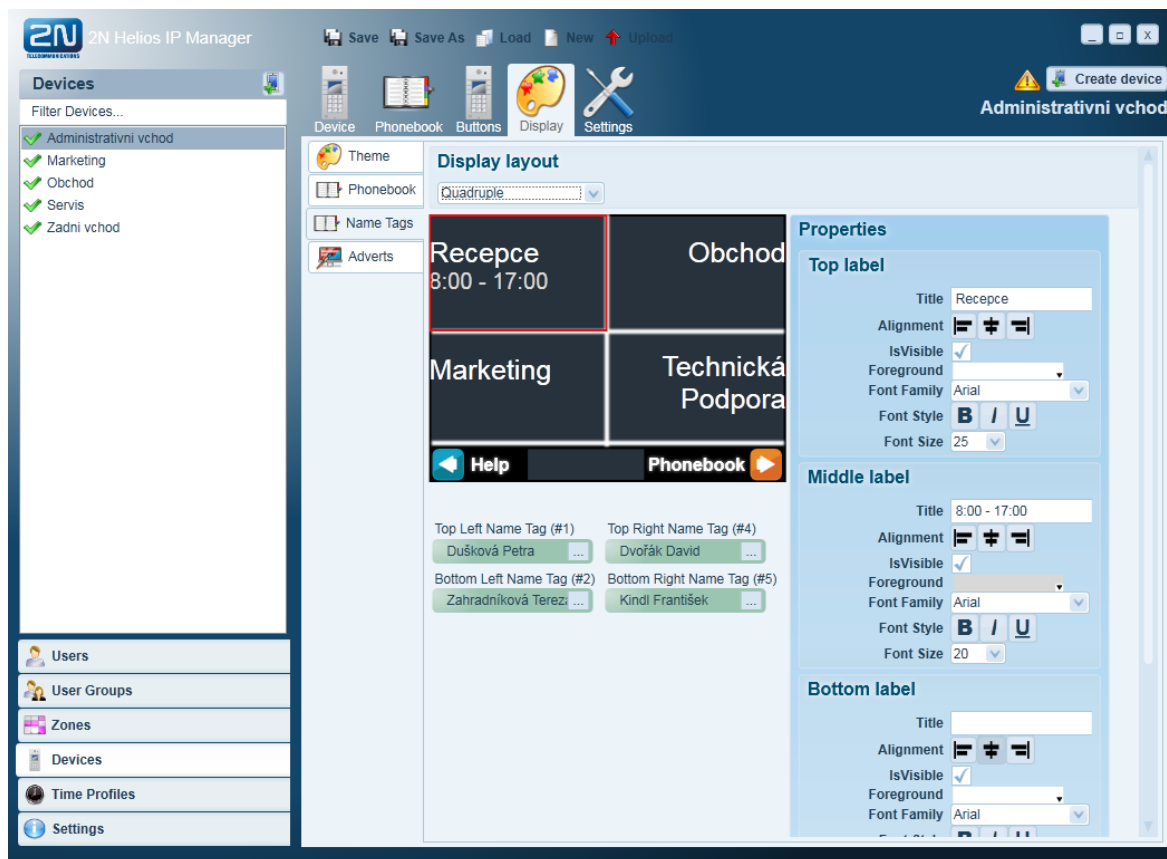 2N 2N Helios IP Manager
TELECOMMUNICATIONS
Save Save As Load New Upload
Devices
Filter Devices...
Administrativni vchod
Marketing
Obchod
Servis
Zadni vchod
Users
User Groups
Zones
Devices
Time Profiles
Settings
Device Phonebook Buttons Display Settings
Create device
Administrativni vchod
Theme
Phonebook
Name Tags
Adverts
Display layout
Quadruple
Recepce
8:00 - 17:00
Obchod
Marketing
Technická
Podpora
Help Phonebook
Top Left Name Tag (#1) Top Right Name Tag (#4)
Dušková Petra ... Dvořák David ...
Bottom Left Name Tag (#2) Bottom Right Name Tag (#5)
Zahradníková Tereza ... Kindl František ...
Properties
Top label
Title Recepce
Alignment
IsVisible
Foreground
Font Family Arial
Font Style B I U
Font Size 25
Middle label
Title 8:00 - 17:00
Alignment
IsVisible
Foreground
Font Family Arial
Font Style B I U
Font Size 20
Bottom label
Title
Alignment
IsVisible
Foreground
Font Family Arial